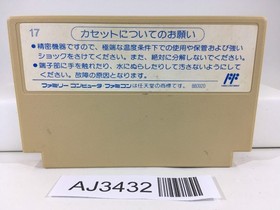 17
カセットについてのお願い
●精密機器ですので、極端な温度条件下での使用や保管および強い
ショックをさけてください。また、絶対に分解しないでください。
●端子部に手を触れたり、水にぬらしたりして汚さないようにして
ください。故障の原因となります。
ファミリー コンピュータ ファミコンは任天堂の商標です。
FF
AJ3432